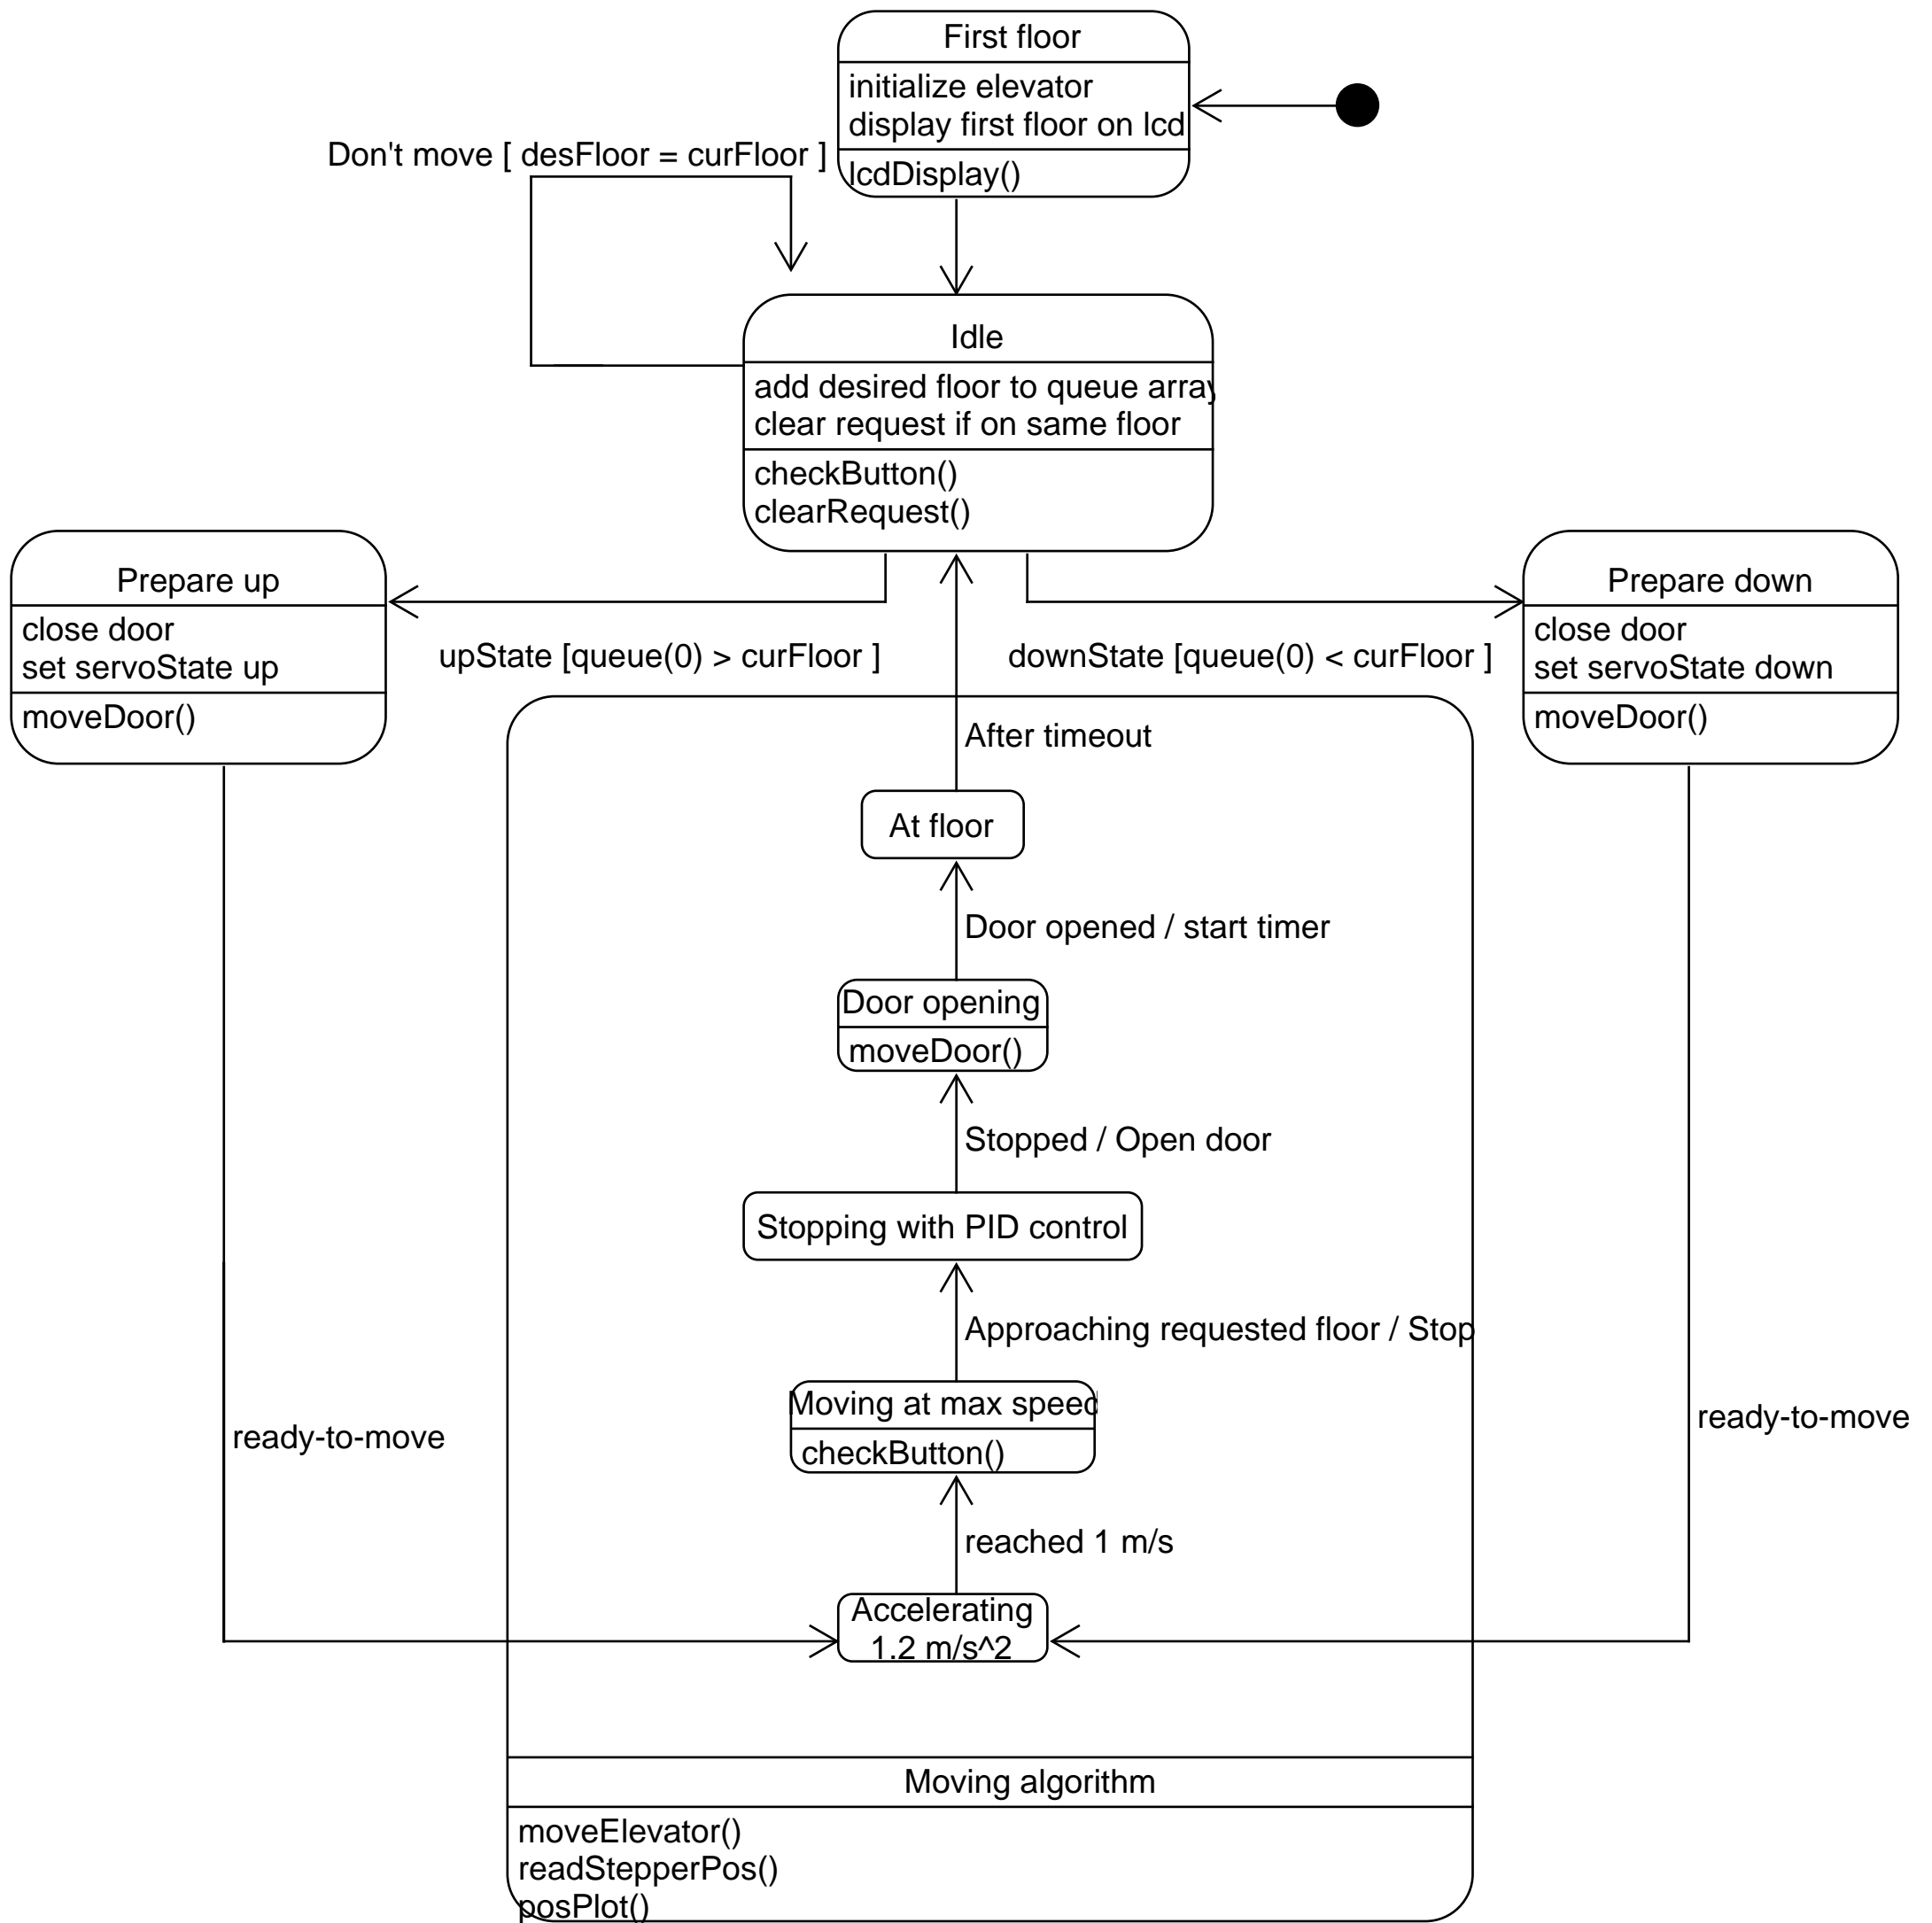 First floor
initialize elevator
display first floor on lcd
lcdDisplay()
Don't move [ desFloor = curFloor ]
Idle
add desired floor to queue array
clear request if on same floor
checkButton()
clearRequest()
Prepare up
close door
set servoState up
moveDoor()
upState [queue(0) > curFloor ]
downState [queue(0) < curFloor ]
Prepare down
close door
set servoState down
moveDoor()
After timeout
At floor
Door opened / start timer
Door opening
moveDoor()
Stopped / Open door
Stopping with PID control
Approaching requested floor / Stop
Moving at max speed
checkButton()
ready-to-move
ready-to-move
reached 1 m/s
Accelerating
1.2 m/s^2
Moving algorithm
moveElevator()
readStepperPos()
posPlot()